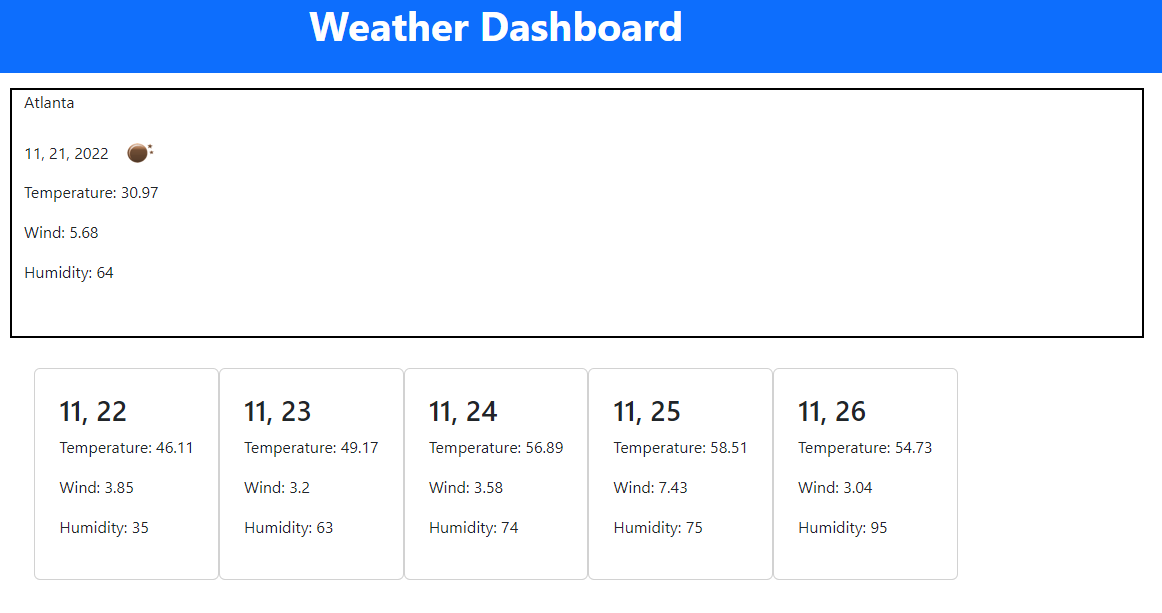 Weather Dashboard
Atlanta
11, 21, 2022
Temperature: 30.97
Wind: 5.68
Humidity: 64
11, 22
Temperature: 46.11
Wind: 3.85
Humidity: 35
11, 23
Temperature: 49.17
Wind: 3.2
Humidity: 63
11, 24
Temperature: 56.89
Wind: 3.58
Humidity: 74
11, 25
Temperature: 58.51
Wind: 7.43
Humidity: 75
11, 26
Temperature: 54.73
Wind: 3.04
Humidity: 95